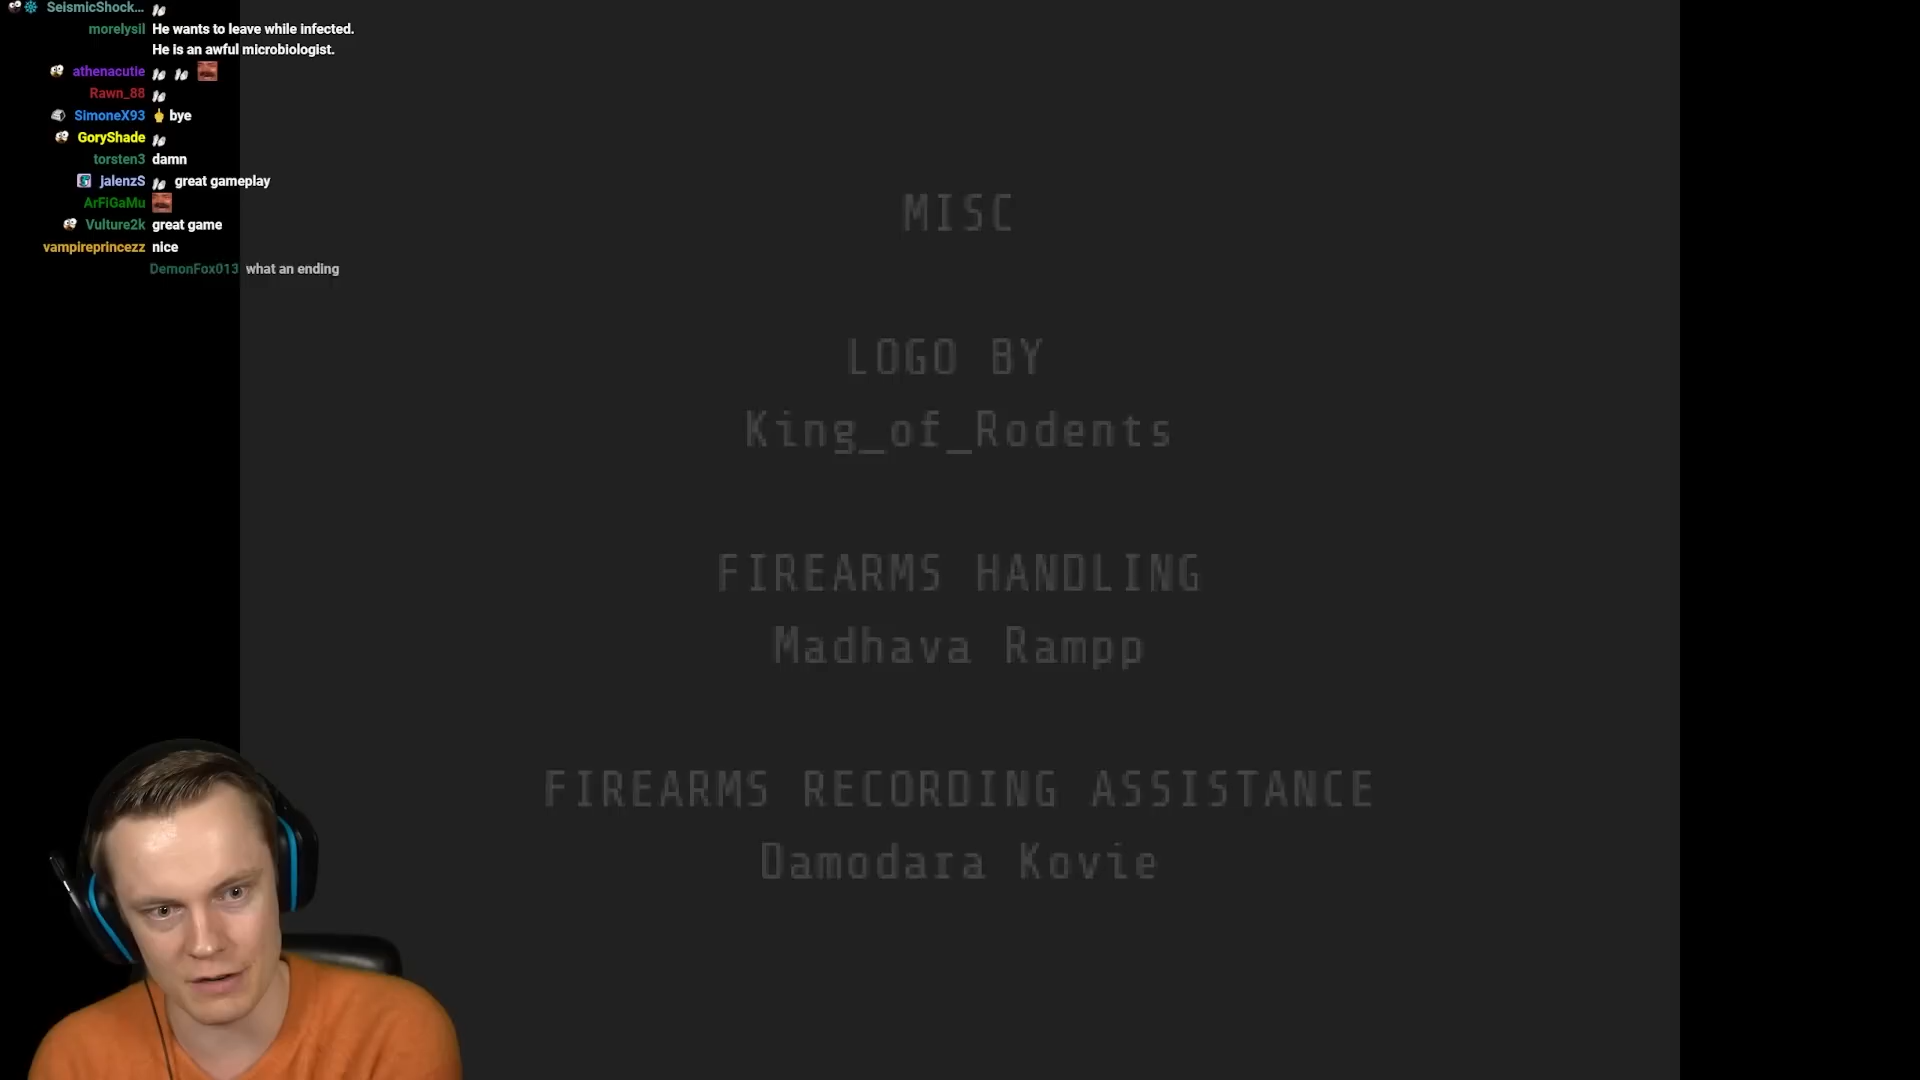 SeismicShock...
morelysil He wants to leave while infected.
He is an awful microbiologist.
athenacutie
Rawn_88
SimoneX93 bye
GoryShade
torsten3 damn
jalenzS great gameplay
ArFiGaMu
Vulture2k great game
vampireprincezz nice
DemonFox013 what an ending
MISC
LOGO BY
King_of_Rodents
FIREARMS HANDLING
Madhava Rampp
FIREARMS RECORDING ASSISTANCE
Damodara Kovie